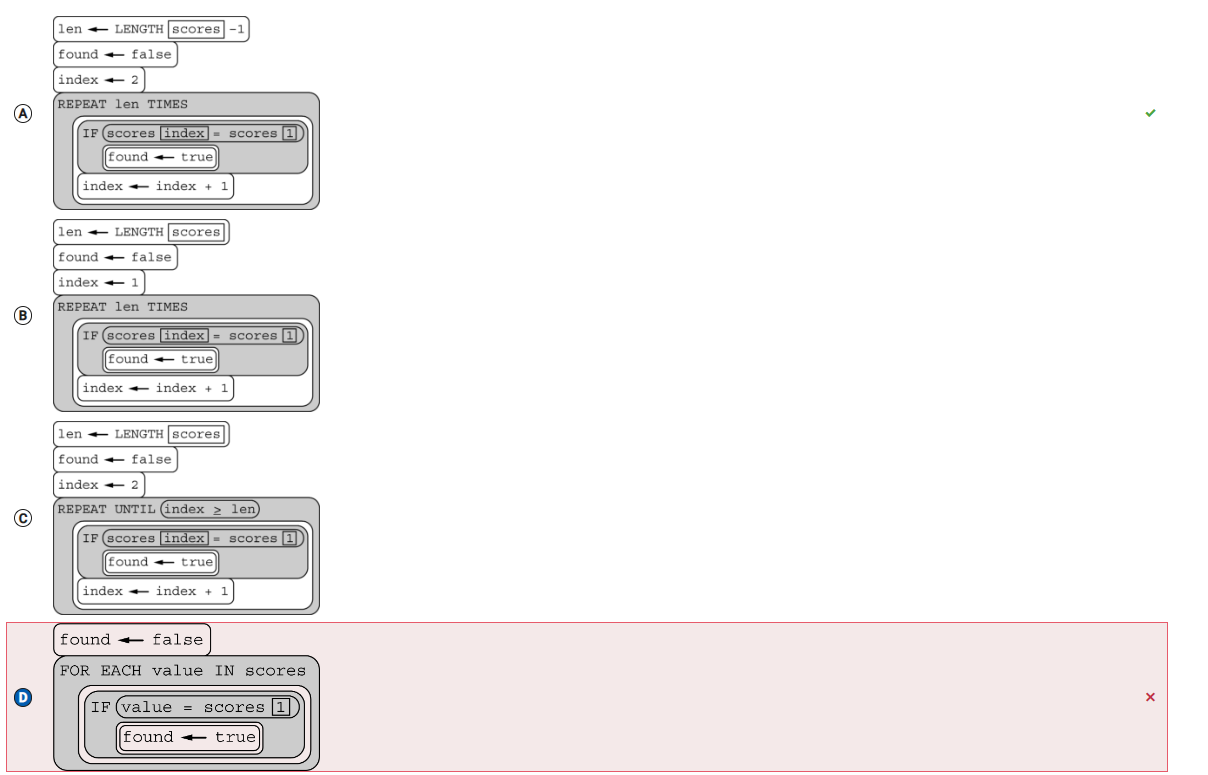 len ← LENGTH scores -1
found ← false
index ← 2
A
REPEAT len TIMES
IF scores index = scores 1
found ← true
index ← index + 1
len ← LENGTH scores
found ← false
index ← 1
B
REPEAT len TIMES
IF scores index = scores 1
found ← true
index ← index + 1
len ← LENGTH scores
found ← false
index ← 2
C
REPEAT UNTIL index ≥ len
IF scores index = scores 1
found ← true
index ← index + 1
found ← false
FOR EACH value IN scores
D
IF value = scores 1
found ← true